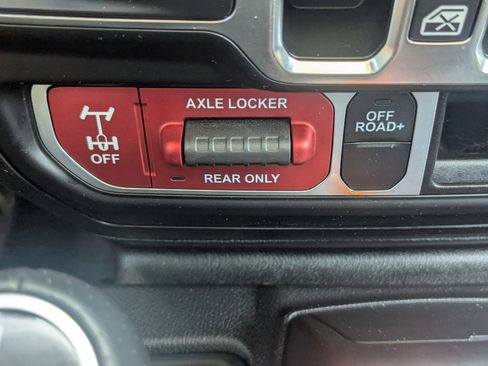 OFF
AXLE LOCKER
REAR ONLY
OFF
ROAD+